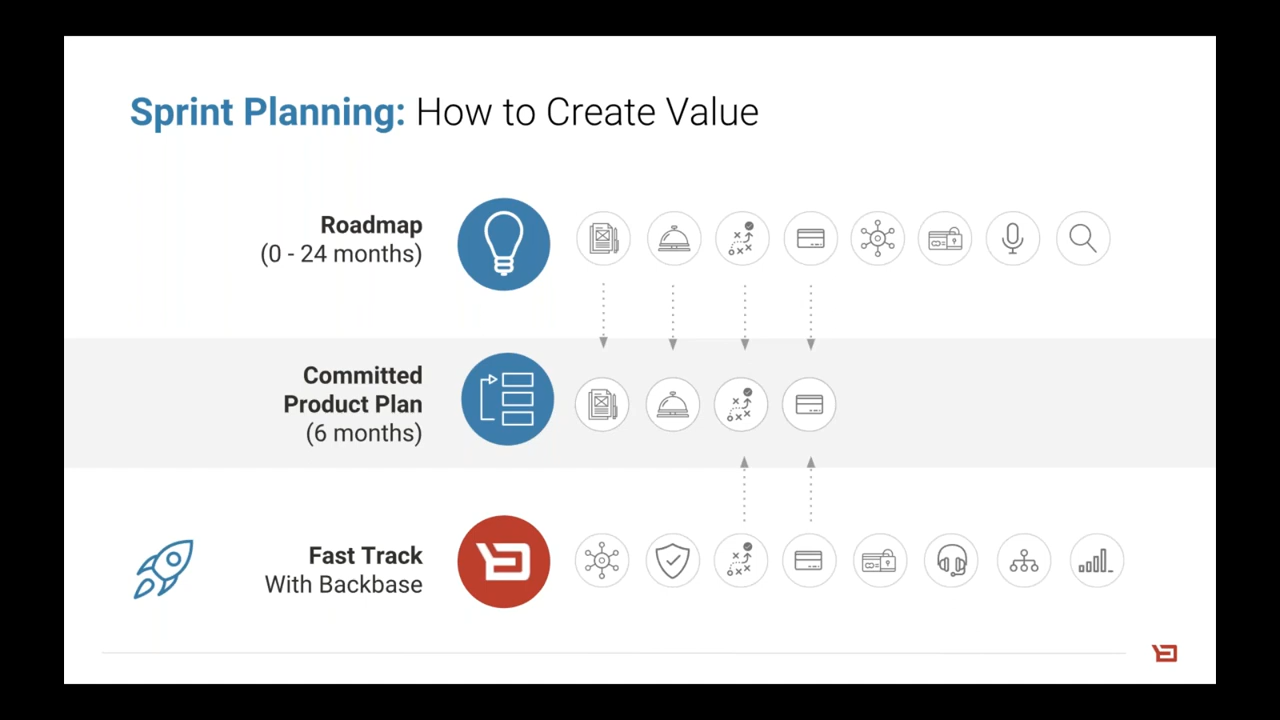 Sprint Planning: How to Create Value
Roadmap
(0 - 24 months)
Committed
Product Plan
(6 months)
Fast Track
With Backbase